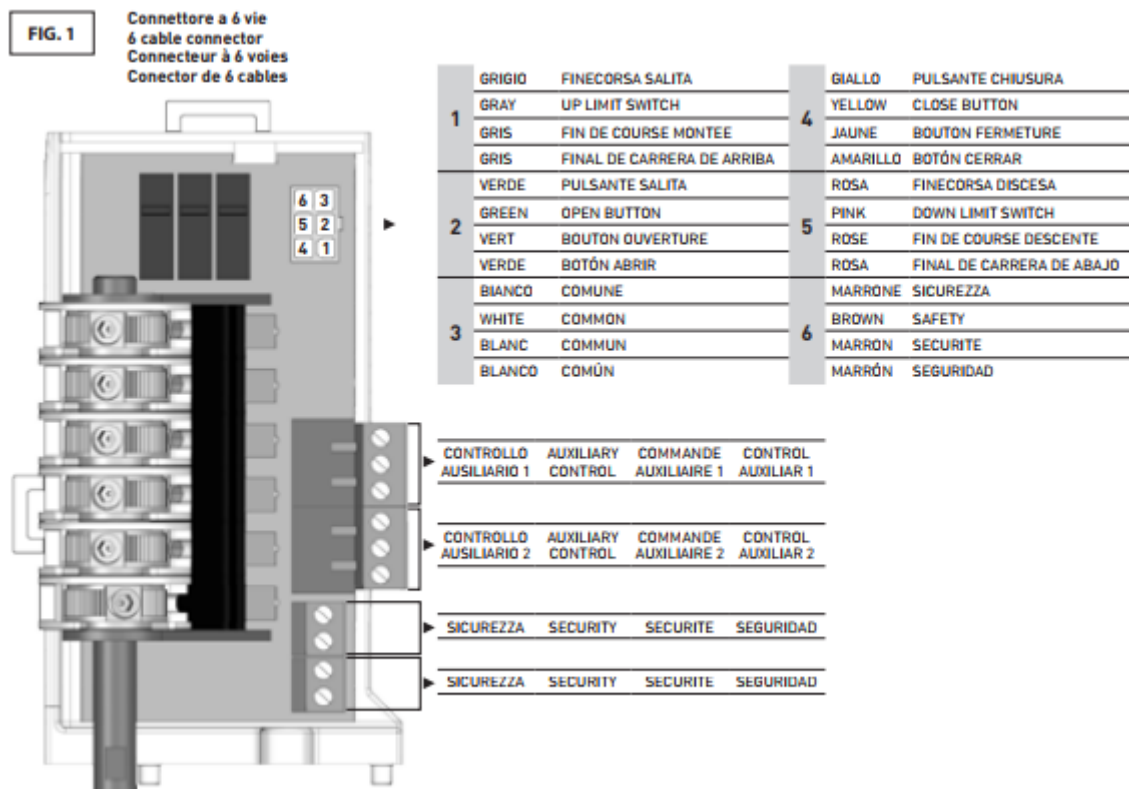 FIG. 1
Connettore a 6 vie
6 cable connector
Connecteur à 6 voies
Conector de 6 cables
6 3
5 2
4 1
1
GRIGIO FINECORSA SALITA
GRAY UP LIMIT SWITCH
GRIS FIN DE COURSE MONTEE
GRIS FINAL DE CARRERA DE ARRIBA
2
VERDE PULSANTE SALITA
GREEN OPEN BUTTON
VERT BOUTON OUVERTURE
VERDE BOTÓN ABRIR
3
BIANCO COMUNE
WHITE COMMON
BLANC COMMUN
BLANCO COMÚN
4
GIALLO PULSANTE CHIUSURA
YELLOW CLOSE BUTTON
JAUNE BOUTON FERMETURE
AMARILLO BOTÓN CERRAR
5
ROSA FINECORSA DISCESA
PINK DOWN LIMIT SWITCH
ROSE FIN DE COURSE DESCENTE
ROSA FINAL DE CARRERA DE ABAJO
6
MARRONE SICUREZZA
BROWN SAFETY
MARRON SECURITE
MARRÓN SEGURIDAD
CONTROLLO AUXILIARY COMMANDE CONTROL
AUSILIARIO 1 CONTROL AUXILIAIRE 1 AUXILIAR 1
CONTROLLO AUXILIARY COMMANDE CONTROL
AUSILIARIO 2 CONTROL AUXILIAIRE 2 AUXILIAR 2
SICUREZZA SECURITY SECURITE SEGURIDAD
SICUREZZA SECURITY SECURITE SEGURIDAD